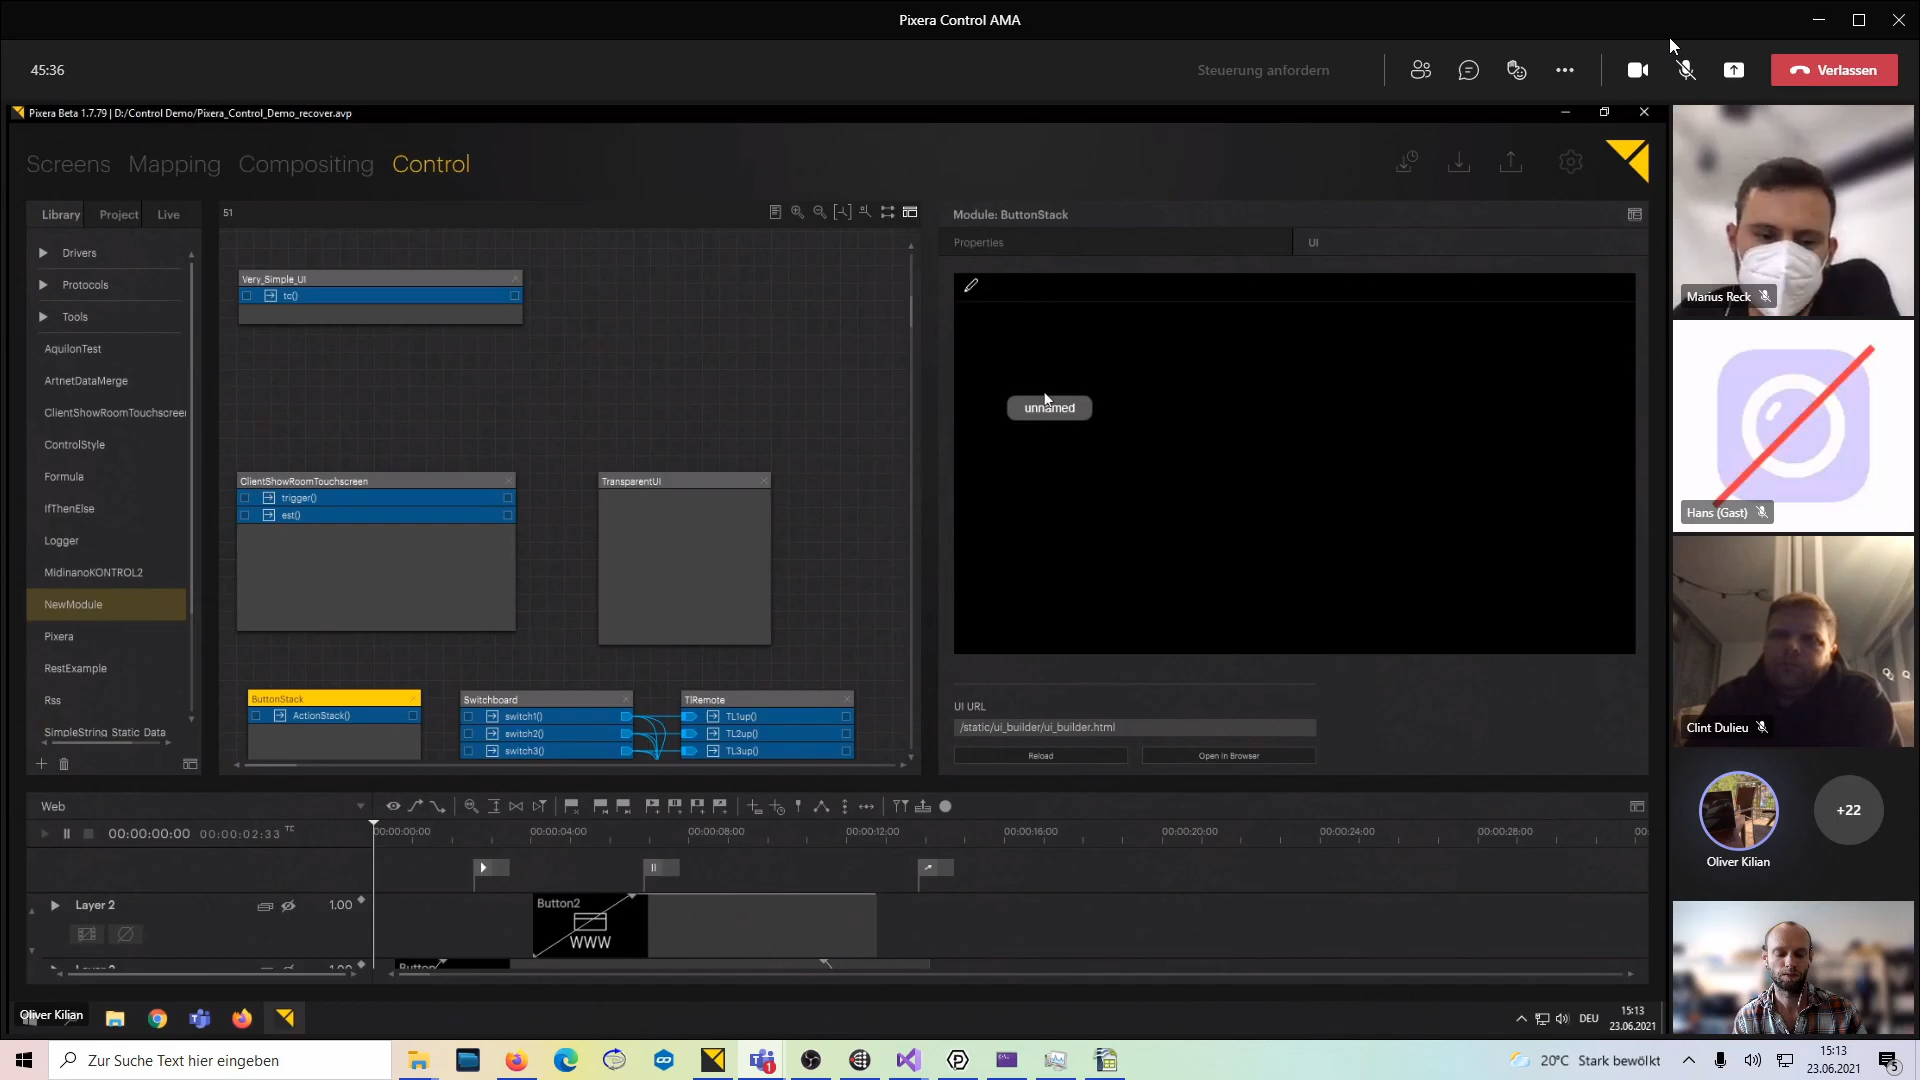 Pixera Control AMA
45:36
Steuerung anfordern
Verlassen
Pixera Beta 1.7.79 | D:/Control Demo/Pixera_Control_Demo_recover.avp
Screens Mapping Compositing Control
Library Project Live
51
Module: ButtonStack
Properties
UI
Drivers
Protocols
Tools
AquilonTest
ArtnetDataMerge
ClientShowRoomTouchscreen
ControlStyle
Formula
IfThenElse
Logger
MidinanoKONTROL2
NewModule
Pixera
RestExample
Rss
SimpleString Static Data
Very_Simple_UI
tc()
ClientShowRoomTouchscreen
trigger()
est()
TransparentUI
ButtonStack
ActionStack()
Switchboard
switch1()
switch2()
switch3()
TlRemote
TL1up()
TL2up()
TL3up()
unnamed
UI URL
/static/ui_builder/ui_builder.html
Reload
Open in Browser
Marius Reck
Hans (Gast)
Clint Dulieu
+22
Oliver Kilian
Web
00:00:00:00 00:00:02:33 TC
00:00:00:00 00:00:04:00 00:00:08:00 00:00:12:00 00:00:16:00 00:00:20:00 00:00:24:00 00:00:28:00 00:
Layer 2
1.00
Button2
WWW
Oliver Kilian
DEU
15:13
23.06.2021
Zur Suche Text hier eingeben
1
20°C Stark bewölkt
15:13
23.06.2021
5